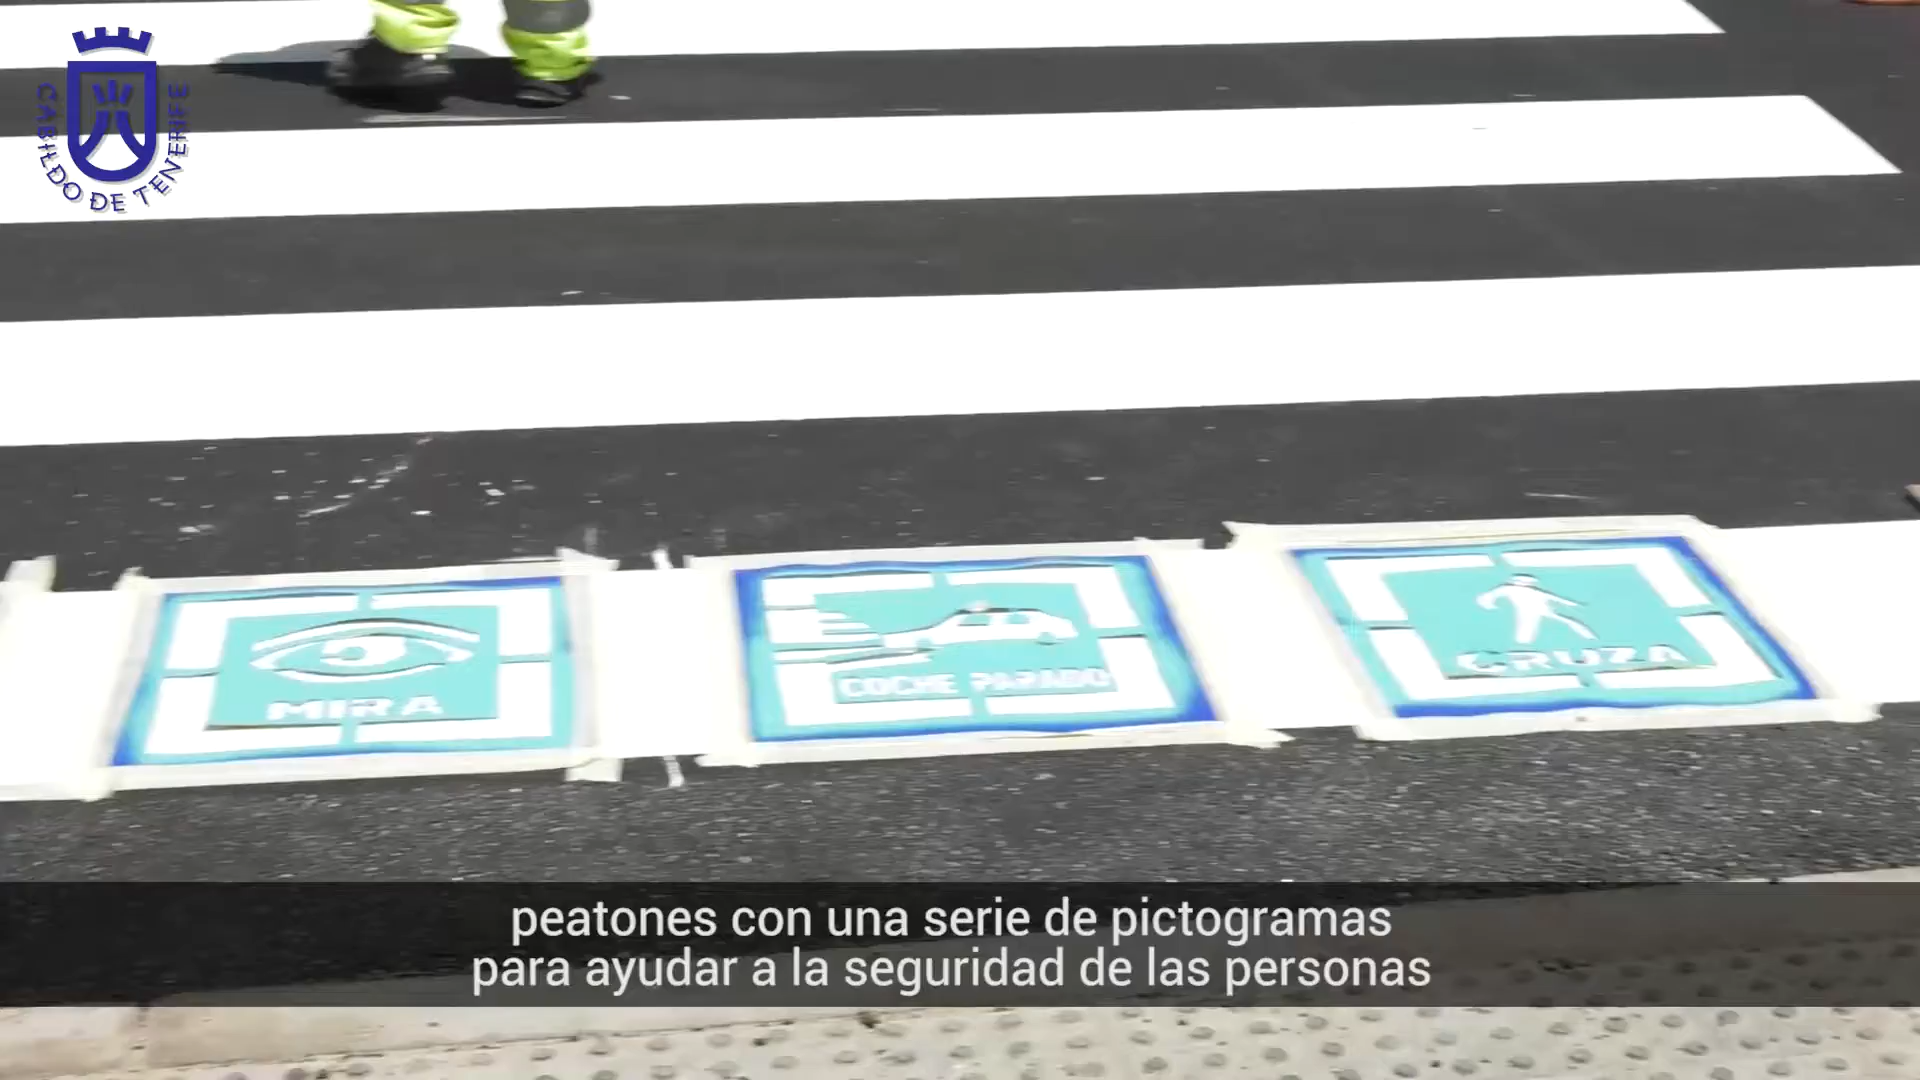 CABILDO DE TENERIFE
MIRA
COCHE PARADO
CRUZA
peatones con una serie de pictogramas
para ayudar a la seguridad de las personas